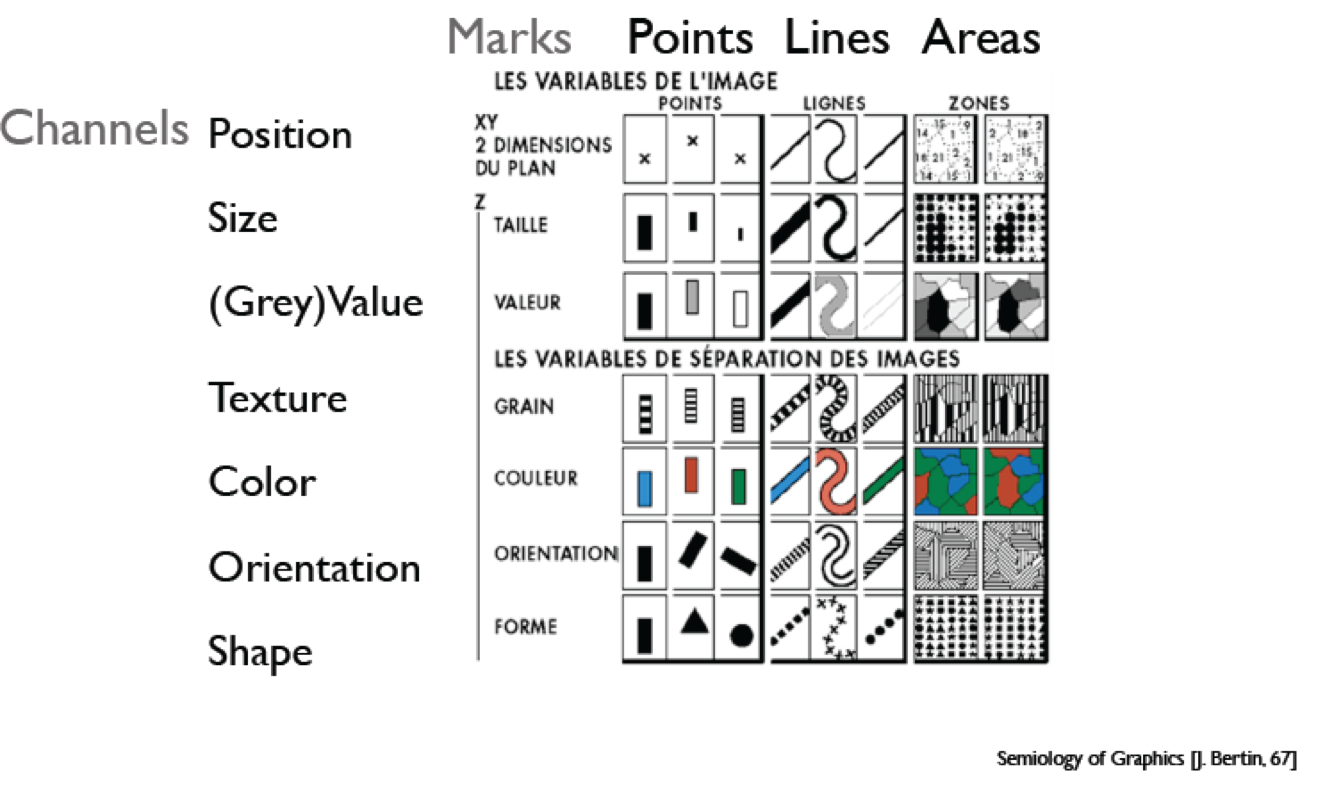 Marks Points Lines Areas
LES VARIABLES DE L'IMAGE
POINTS LIGNES ZONES
Channels Position
XY
2 DIMENSIONS
DU PLAN
Z
Size
TAILLE
(Grey)Value
VALEUR
LES VARIABLES DE SÉPARATION DES IMAGES
Texture
GRAIN
Color
COULEUR
Orientation
ORIENTATION
Shape
FORME
Semiology of Graphics [J. Bertin, 67]